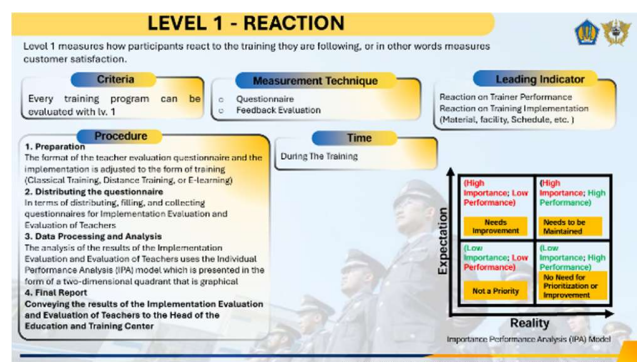 LEVEL 1 - REACTION
Level 1 measures how participants react to the training they are following, or in other words measures
customer satisfaction.
Criteria
Every training program can be
evaluated with lv. 1
Measurement Technique
o Questionnaire
o Feedback Evaluation
Leading Indicator
Reaction on Trainer Performance
Reaction on Training Implementation
(Material, facility, Schedule, etc. )
Procedure
1. Preparation
The format of the teacher evaluation questionnaire and the
implementation is adjusted to the form of training
(Classical Training, Distance Training, or E-learning)
2. Distributing the questionnaire
In terms of distributing, filling, and collecting
questionnaires for Implementation Evaluation and
Evaluation of Teachers
3. Data Processing and Analysis
The analysis of the results of the Implementation
Evaluation and Evaluation of Teachers uses the Individual
Performance Analysis (IPA) model which is presented in the
form of a two-dimensional quadrant that is graphical
4. Final Report
Conveying the results of the Implementation Evaluation
and Evaluation of Teachers to the Head of the
Education and Training Center
Time
During The Training
Expectation
(High
Importance; Low
Performance)
Needs
Improvement
(High
Importance; High
Performance)
Needs to be
Maintained
(Low
Importance; Low
Performance)
Not a Priority
(Low
Importance; High
Performance)
No Need for
Prioritization or
Improvement
Reality
Importance Performance Analysis (IPA) Model